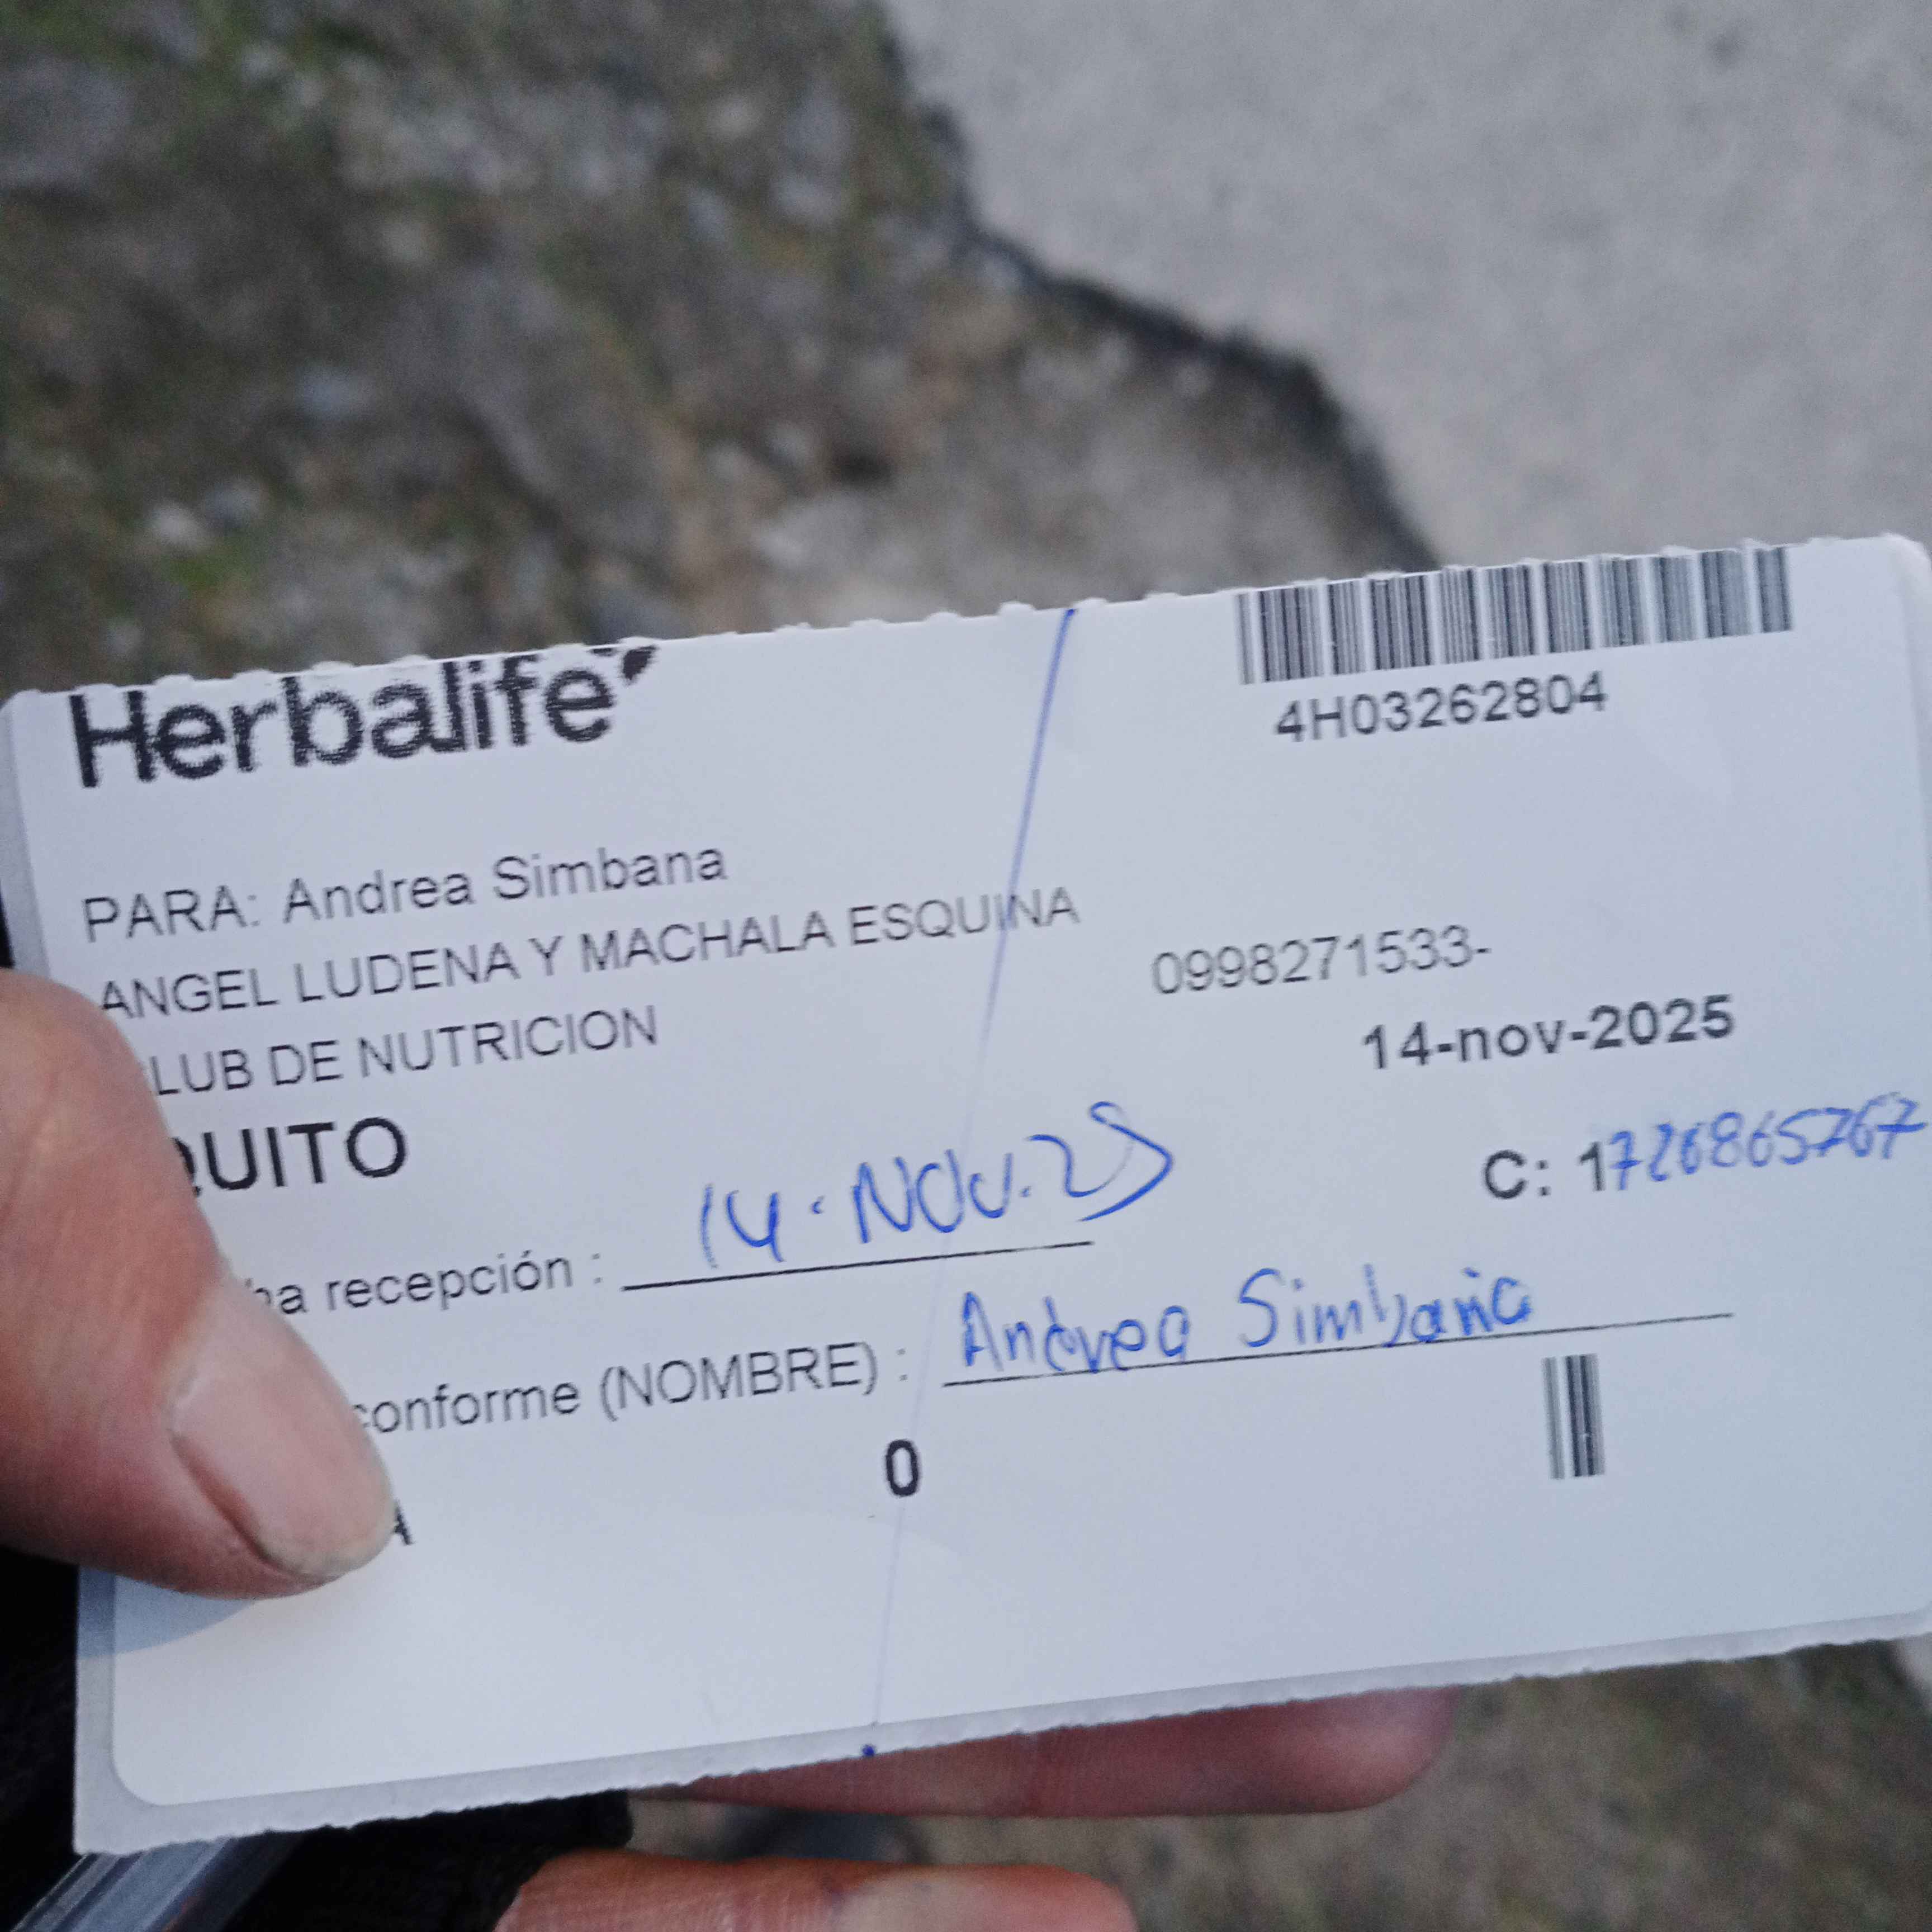 Herbalife
4H03262804
PARA: Andrea Simbana
ANGEL LUDENA Y MACHALA ESQUINA
0998271533-
LUB DE NUTRICION
14-nov-2025
QUITO
C: 1726865767
14·NOV.25
ha recepción :
conforme (NOMBRE) : Andrea Simbaña
0
A